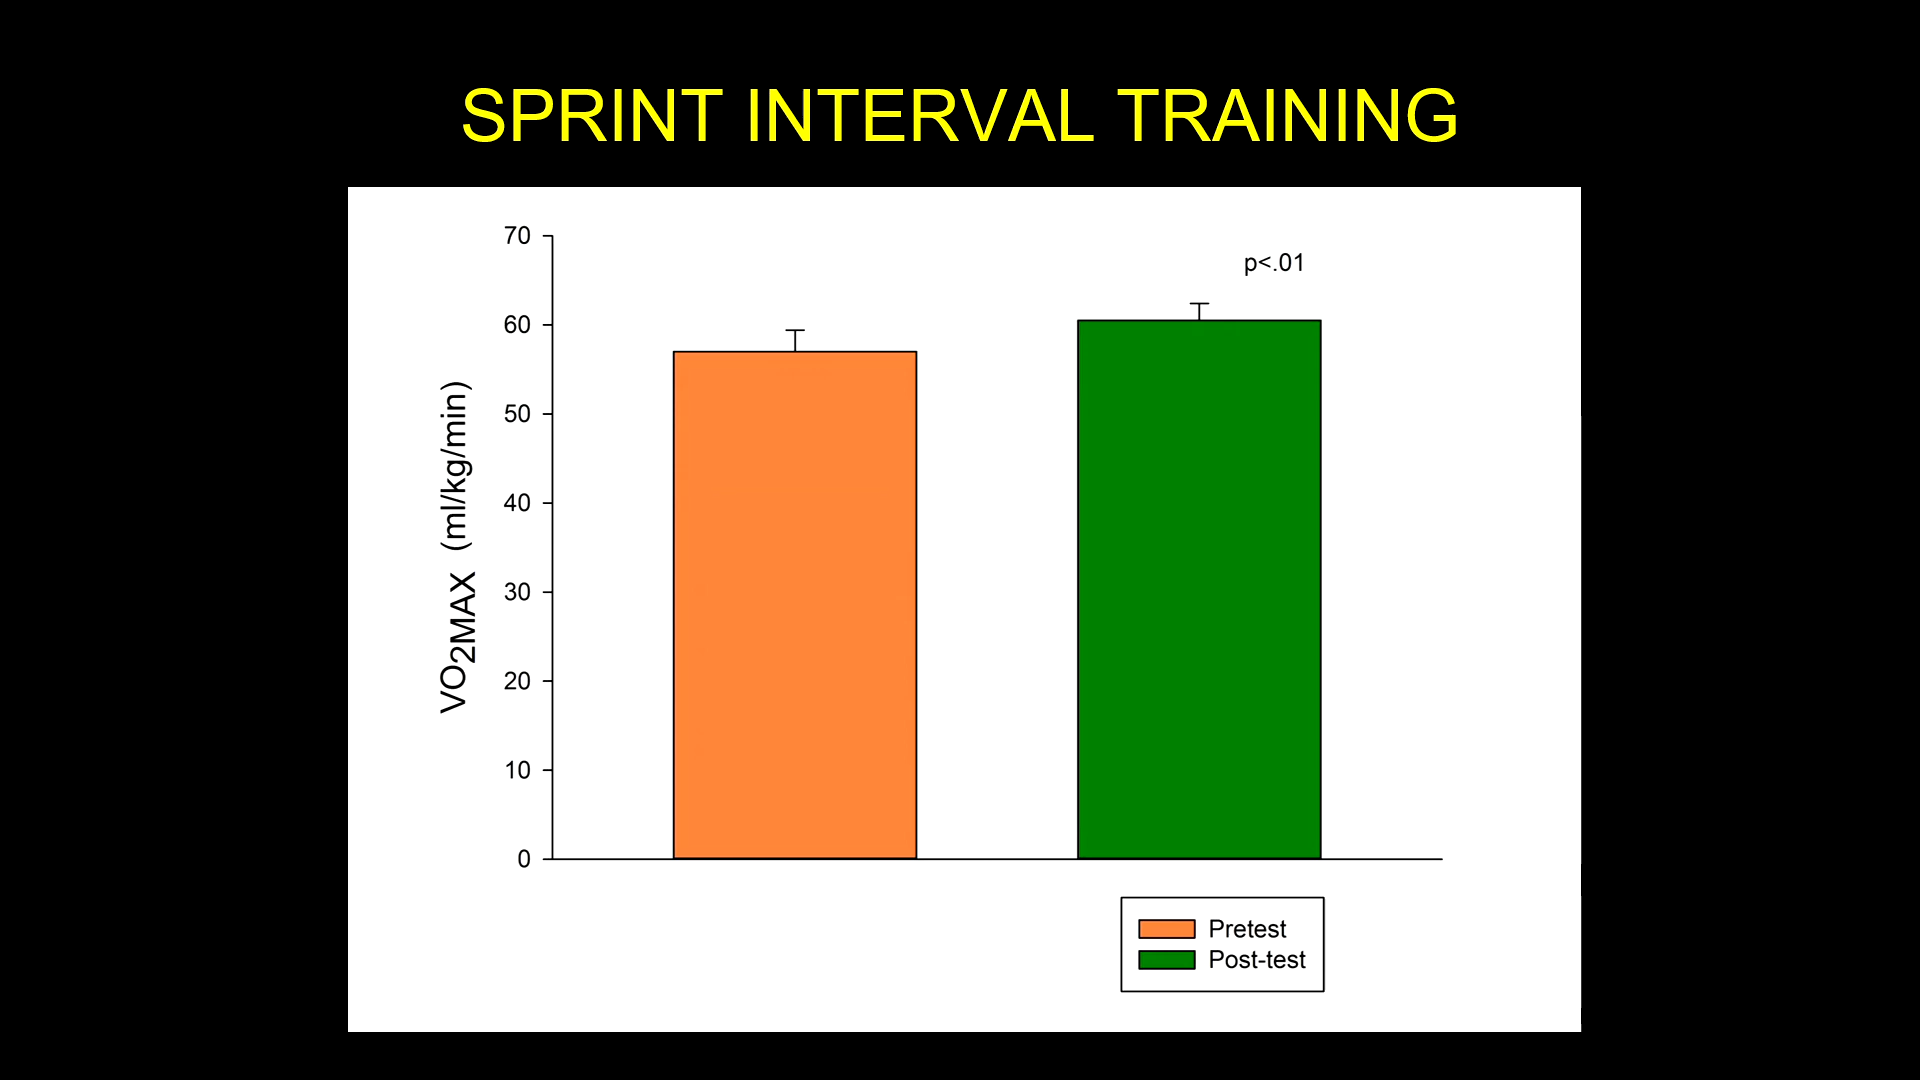 SPRINT INTERVAL TRAINING
70
p<.01
60
50
40
30
20
10
0
VO2MAX (ml/kg/min)
Pretest
Post-test